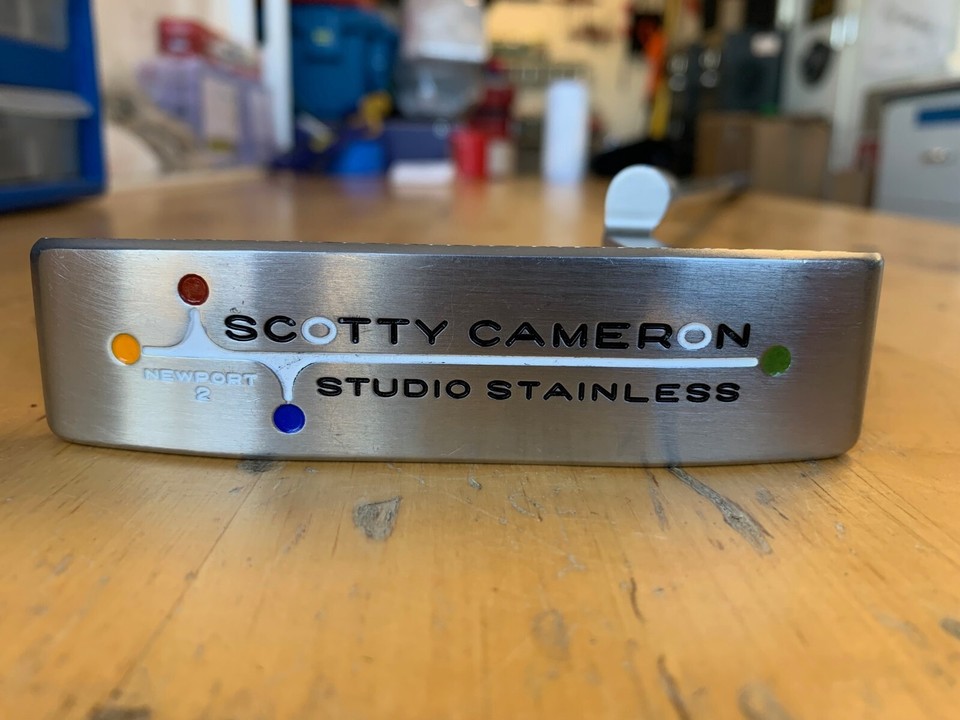 SCOTTY CAMERON
STUDIO STAINLESS
NEWPORT
2